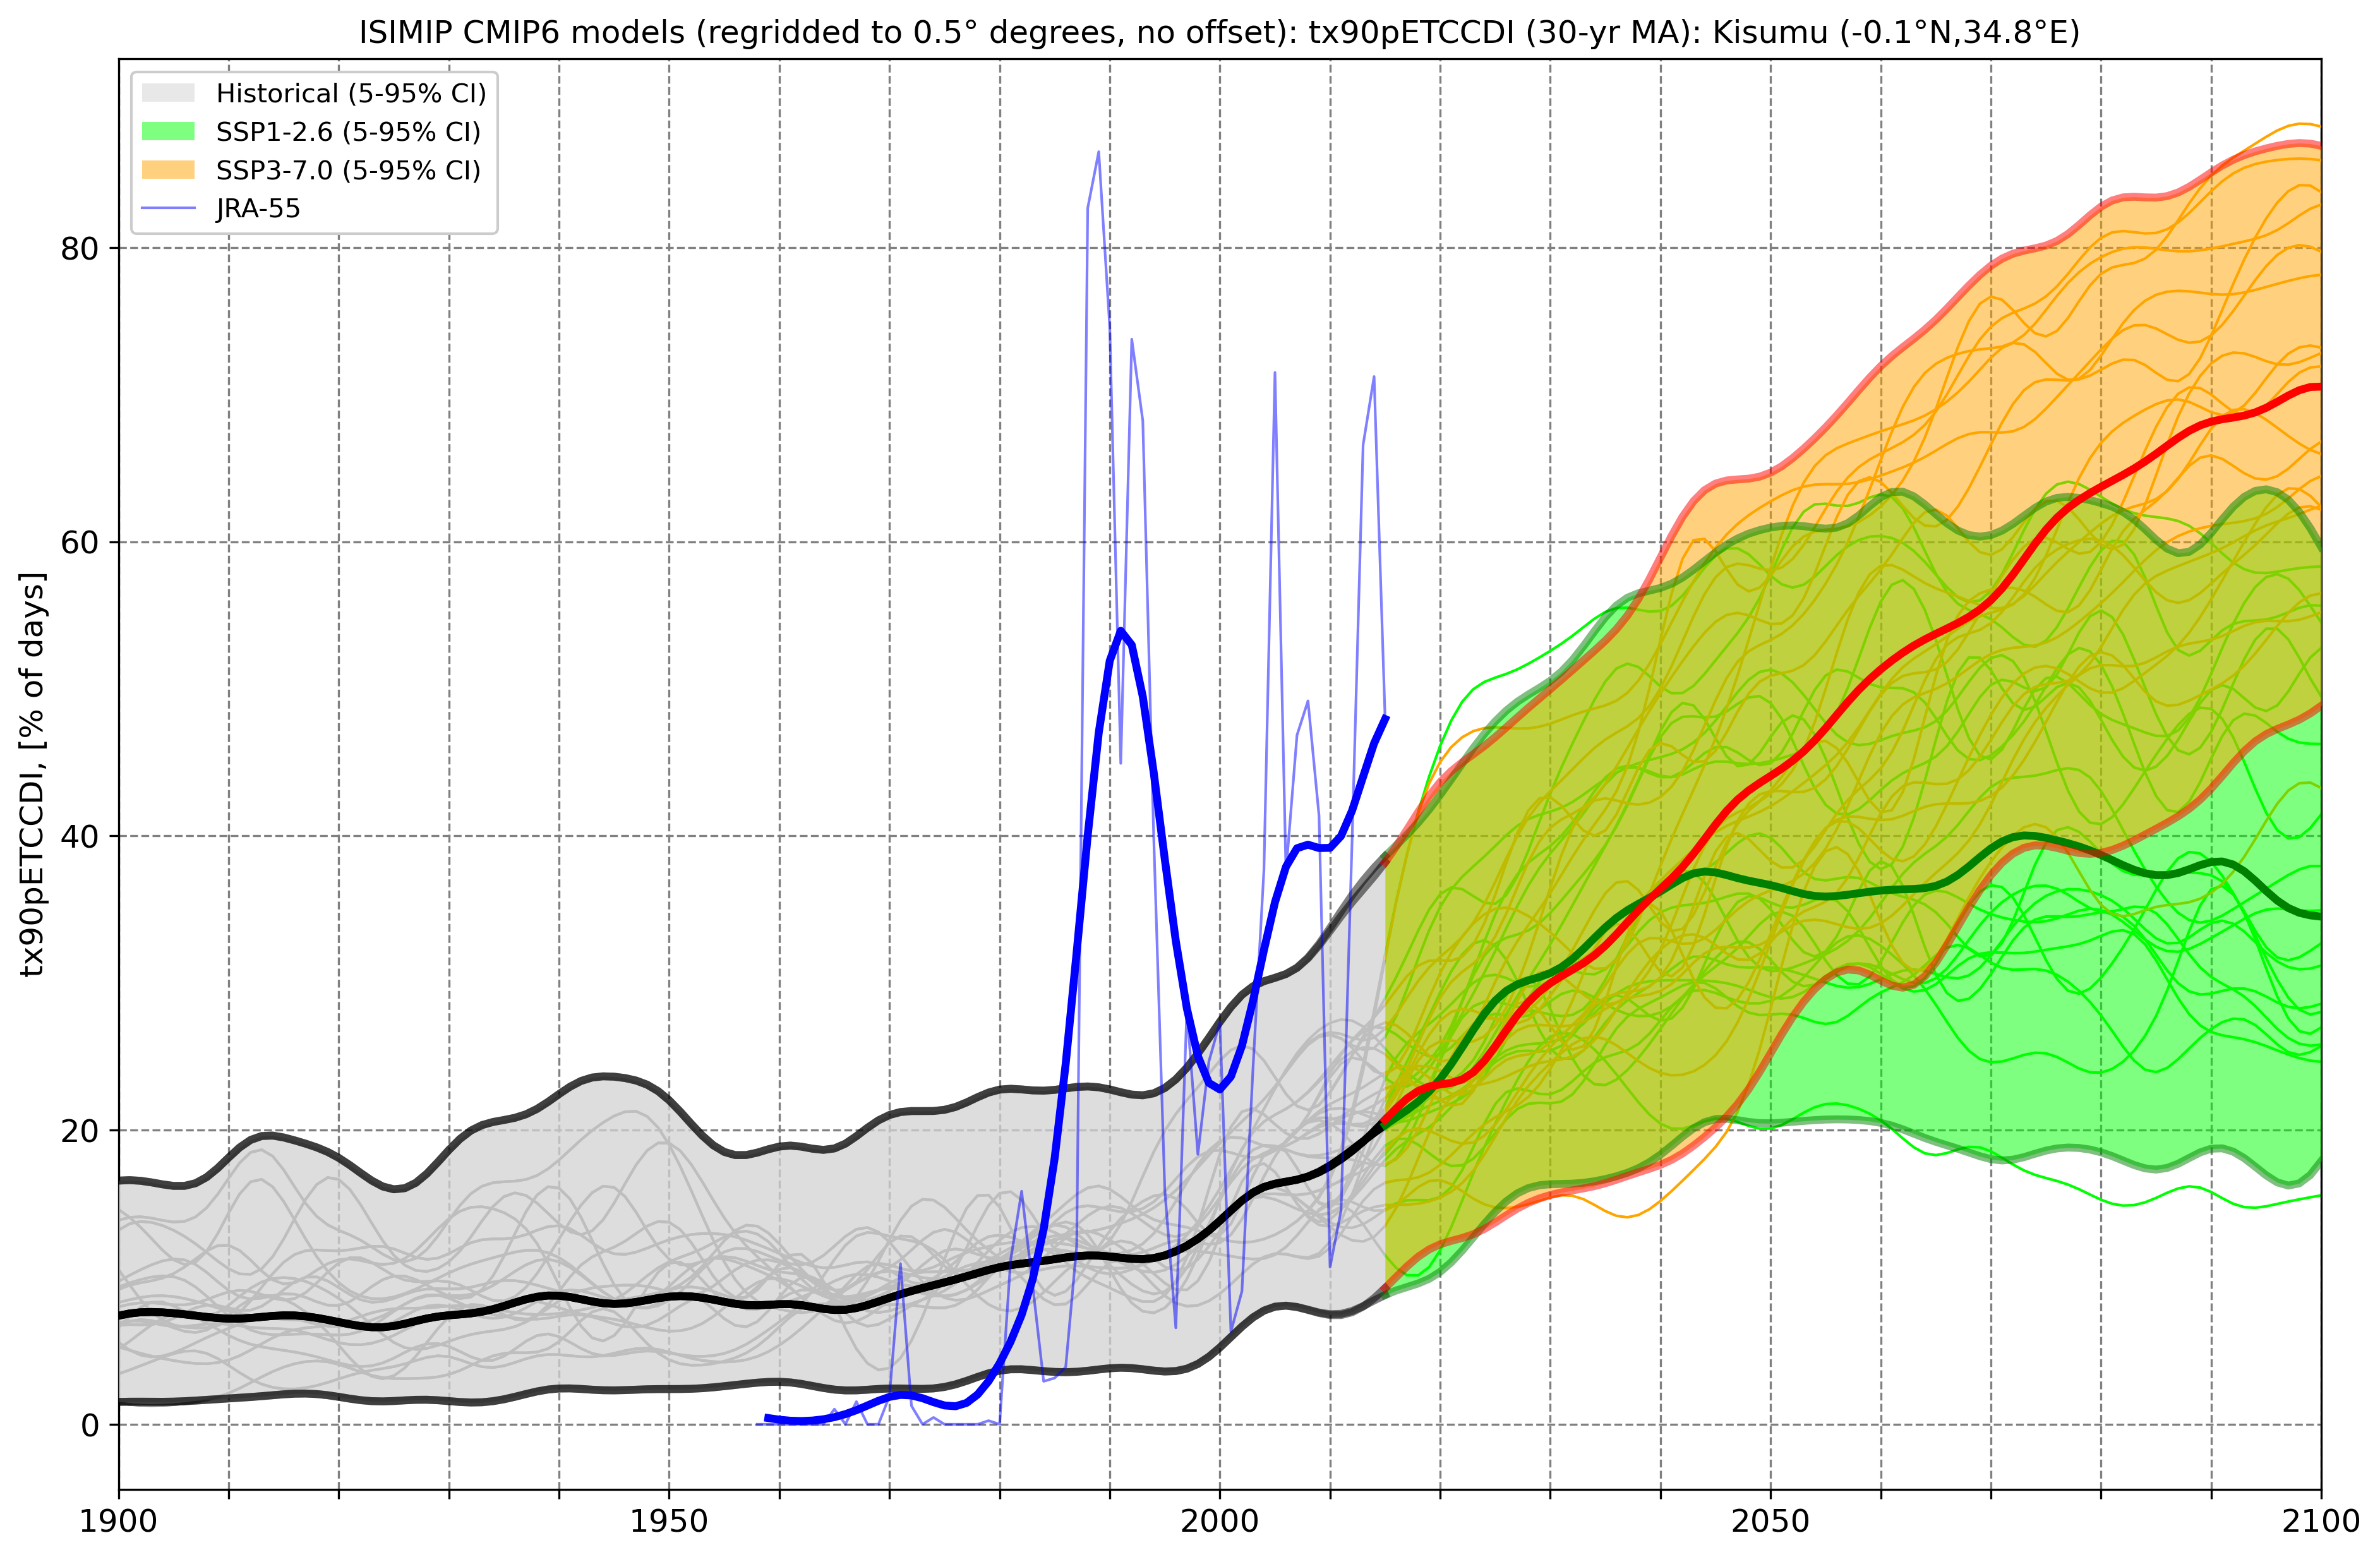 ISIMIP CMIP6 models (regridded to 0.5° degrees, no offset): tx90pETCCDI (30-yr MA): Kisumu (-0.1°N,34.8°E)
Historical (5-95% CI)
SSP1-2.6 (5-95% CI)
SSP3-7.0 (5-95% CI)
JRA-55
tx90pETCCDI, [% of days]
80
60
40
20
0
1900
1950
2000
2050
2100